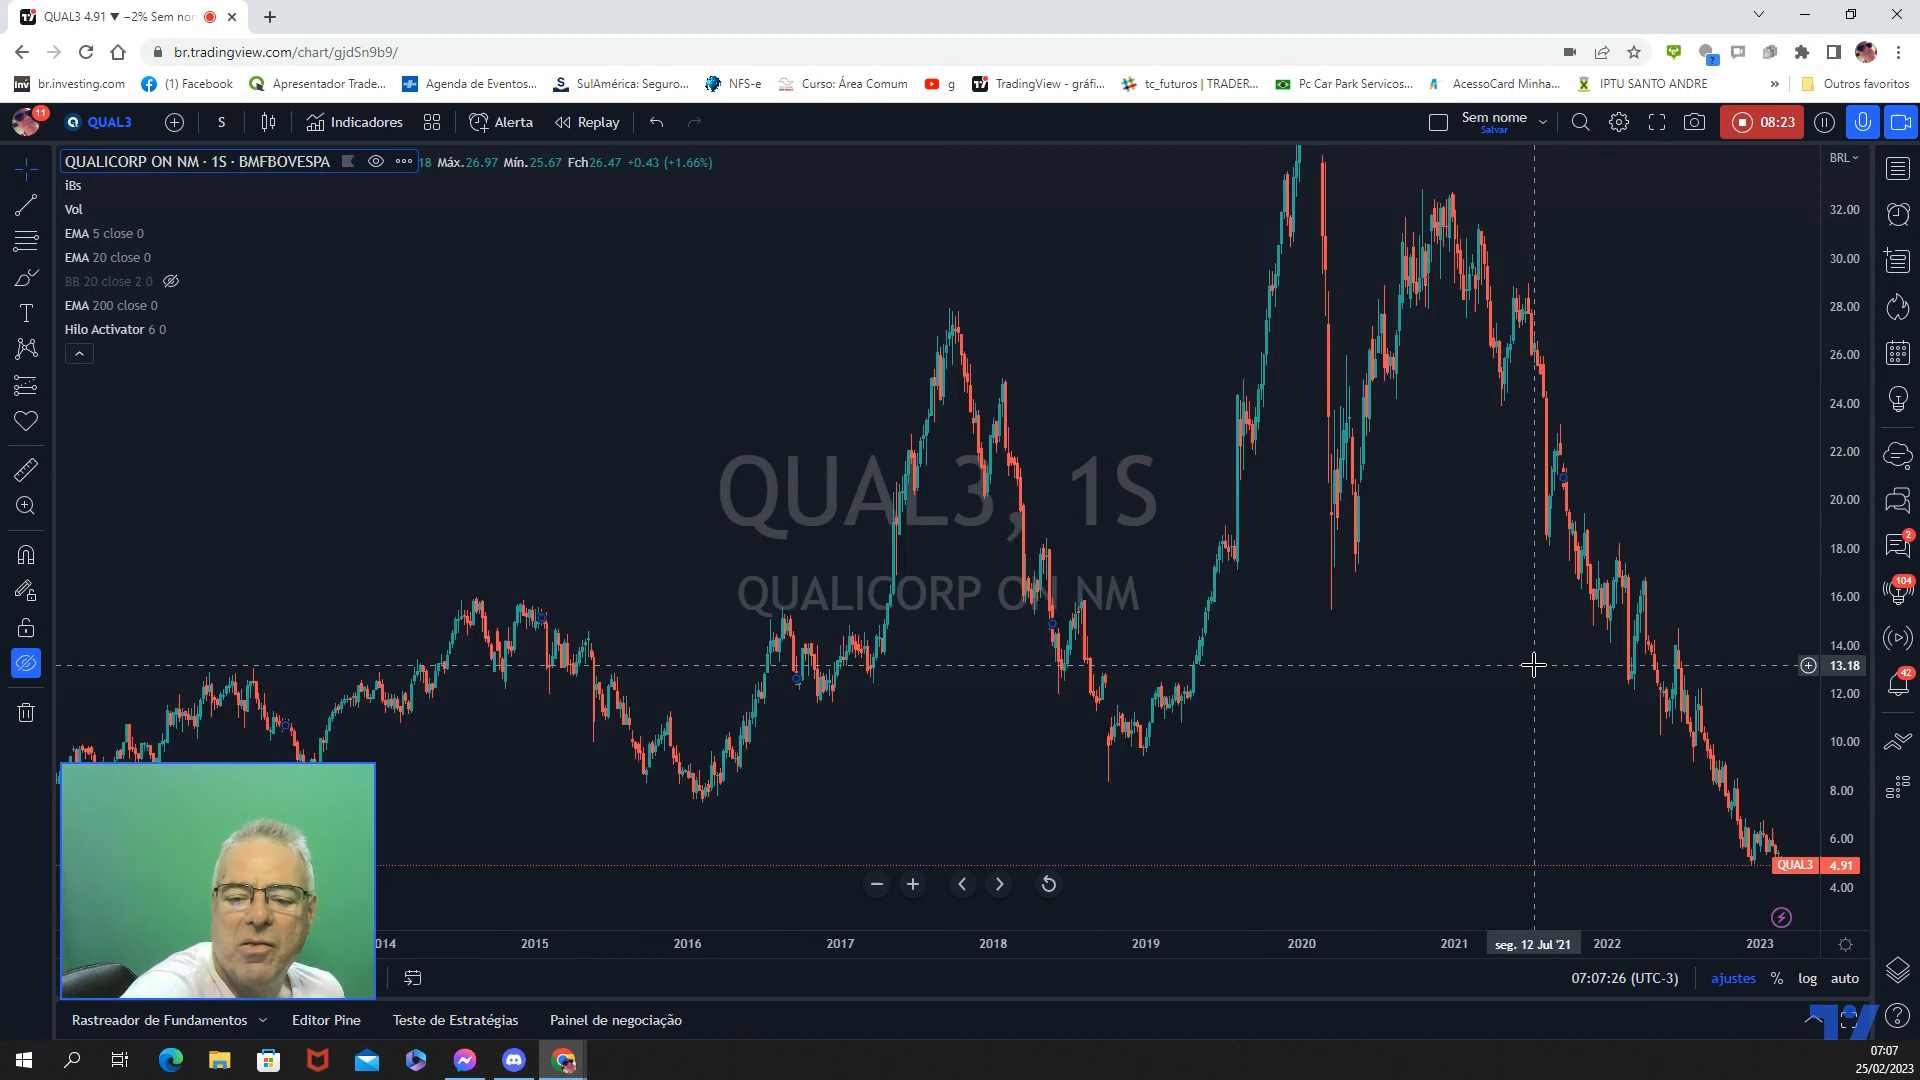 QUAL3 4.91 ▼ −2% Sem nor
br.tradingview.com/chart/gjdSn9b9/
br.investing.com
(1) Facebook
Apresentador Trade...
Agenda de Eventos...
SulAmérica: Seguro...
NFS-e
Curso: Área Comum
g
TradingView - gráfi...
tc_futuros | TRADER...
Pc Car Park Servicos...
AcessoCard Minha...
IPTU SANTO ANDRE
»
Outros favoritos
11
QUAL3
S
Indicadores
Alerta
Replay
Sem nome
Salvar
08:23
QUALICORP ON NM · 1S · BMFBOVESPA
18 Máx.26.97 Mín.25.67 Fch26.47 +0.43 (+1.66%)
BRL
iBs
Vol
EMA 5 close 0
EMA 20 close 0
BB 20 close 2 0
EMA 200 close 0
Hilo Activator 6 0
QUAL3, 1S
QUALICORP ON NM
32.00
30.00
28.00
26.00
24.00
22.00
20.00
18.00
16.00
14.00
13.18
12.00
10.00
8.00
6.00
QUAL3 4.91
4.00
2
104
42
014
2015
2016
2017
2018
2019
2020
2021
seg. 12 Jul '21
2022
2023
07:07:26 (UTC-3)
ajustes
%
log
auto
Rastreador de Fundamentos
Editor Pine
Teste de Estratégias
Painel de negociação
07:07
25/02/2023